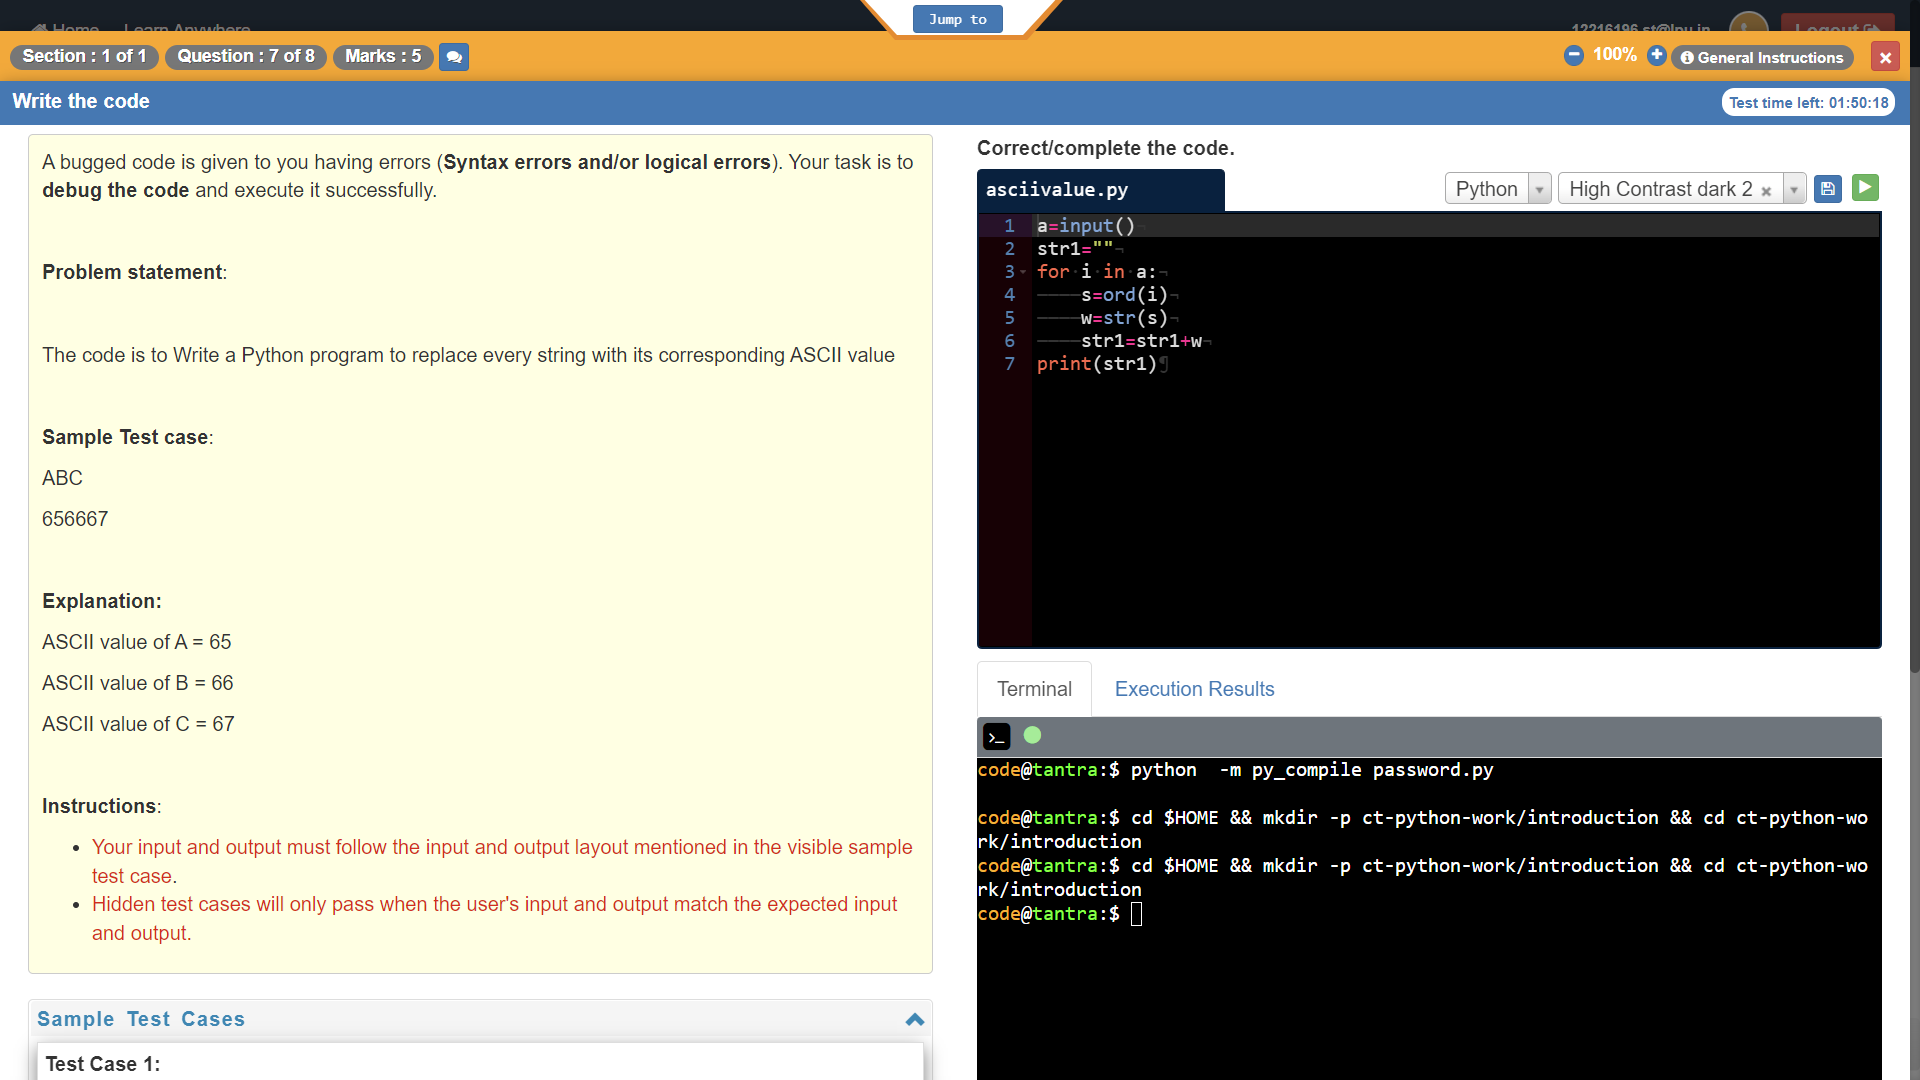 Home Learn Anywhere
Jump to
12216196.st@lpu.in
Logout
Section : 1 of 1
Question : 7 of 8
Marks : 5
100%
General Instructions
Write the code
Test time left: 01:50:18
A bugged code is given to you having errors (Syntax errors and/or logical errors). Your task is to
debug the code and execute it successfully.
Problem statement:
The code is to Write a Python program to replace every string with its corresponding ASCII value
Sample Test case:
ABC
656667
Explanation:
ASCII value of A = 65
ASCII value of B = 66
ASCII value of C = 67
Instructions:
• Your input and output must follow the input and output layout mentioned in the visible sample
test case.
• Hidden test cases will only pass when the user's input and output match the expected input
and output.
Sample Test Cases
Test Case 1:
Correct/complete the code.
asciivalue.py
Python
High Contrast dark 2 ×
1 a=input()
2 str1=""
3 for i in a:
4 s=ord(i)
5 w=str(s)
6 str1=str1+w
7 print(str1)
Terminal
Execution Results
code@tantra:$ python  -m py_compile password.py
code@tantra:$ cd $HOME && mkdir -p ct-python-work/introduction && cd ct-python-wo
rk/introduction
code@tantra:$ cd $HOME && mkdir -p ct-python-work/introduction && cd ct-python-wo
rk/introduction
code@tantra:$